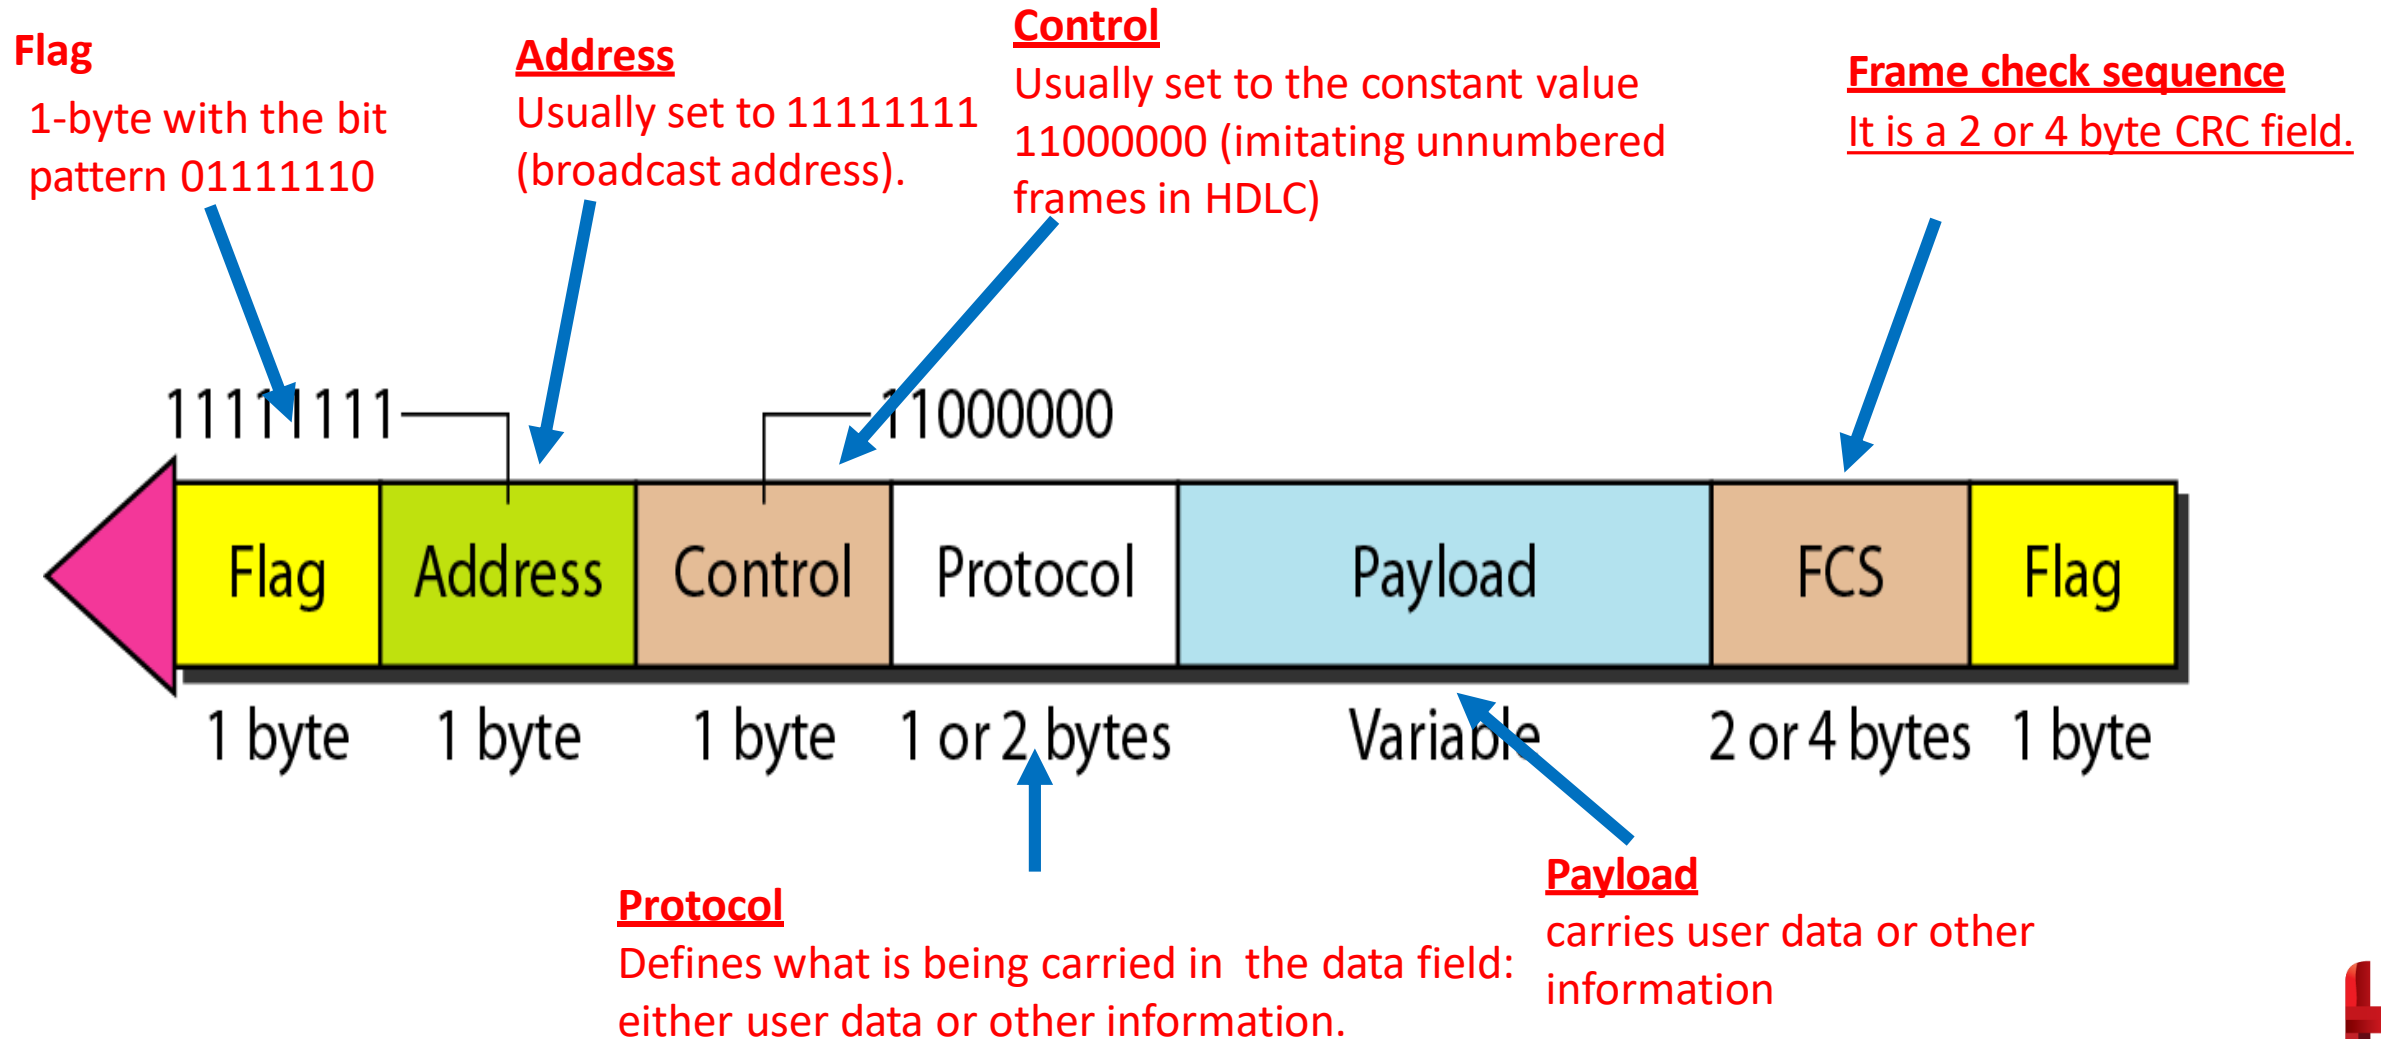 Flag
1-byte with the bit
pattern 01111110
Address
Usually set to 11111111
(broadcast address).
Control
Usually set to the constant value
11000000 (imitating unnumbered
frames in HDLC)
Frame check sequence
It is a 2 or 4 byte CRC field.
11111111
11000000
Flag
Address
Control
Protocol
Payload
FCS
Flag
1 byte
1 byte
1 byte
1 or 2 bytes
Variable
2 or 4 bytes
1 byte
Protocol
Defines what is being carried in  the data field:
either user data or other information.
Payload
carries user data or other
information